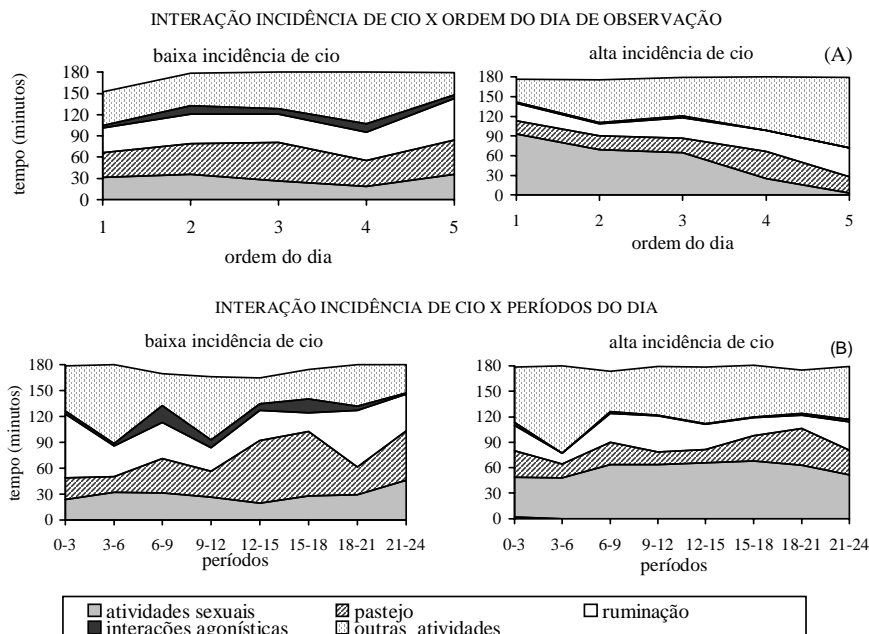 INTERAÇÃO INCIDÊNCIA DE CIO X ORDEM DO DIA DE OBSERVAÇÃO
baixa incidência de cio
alta incidência de cio
(A)
tempo (minutos)
180
150
120
90
60
30
0
1 2 3 4 5
ordem do dia
180
150
120
90
60
30
0
1 2 3 4 5
ordem do dia
INTERAÇÃO INCIDÊNCIA DE CIO X PERÍODOS DO DIA
baixa incidência de cio
alta incidência de cio
(B)
tempo (minutos)
180
150
120
90
60
30
0
0-3 3-6 6-9 9-12 12-15 15-18 18-21 21-24
períodos
180
150
120
90
60
30
0
0-3 3-6 6-9 9-12 12-15 15-18 18-21 21-24
períodos
atividades sexuais pastejo ruminação
interações agonísticas outras atividades